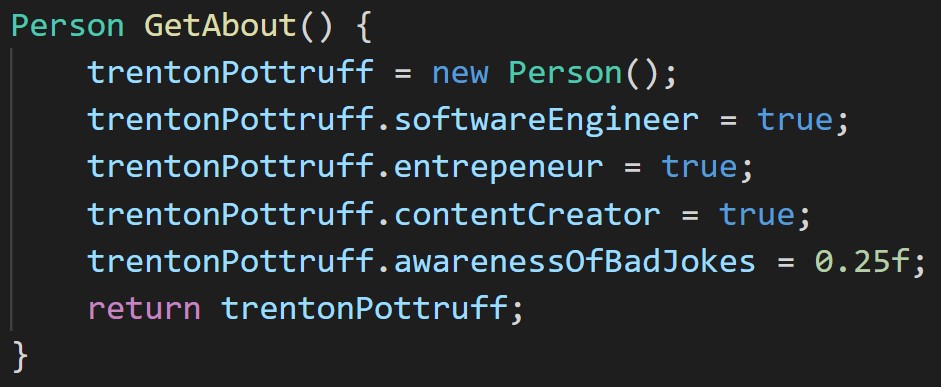 Person GetAbout() {
    trentonPottruff = new Person();
    trentonPottruff.softwareEngineer = true;
    trentonPottruff.entrepeneur = true;
    trentonPottruff.contentCreator = true;
    trentonPottruff.awarenessOfBadJokes = 0.25f;
    return trentonPottruff;
}